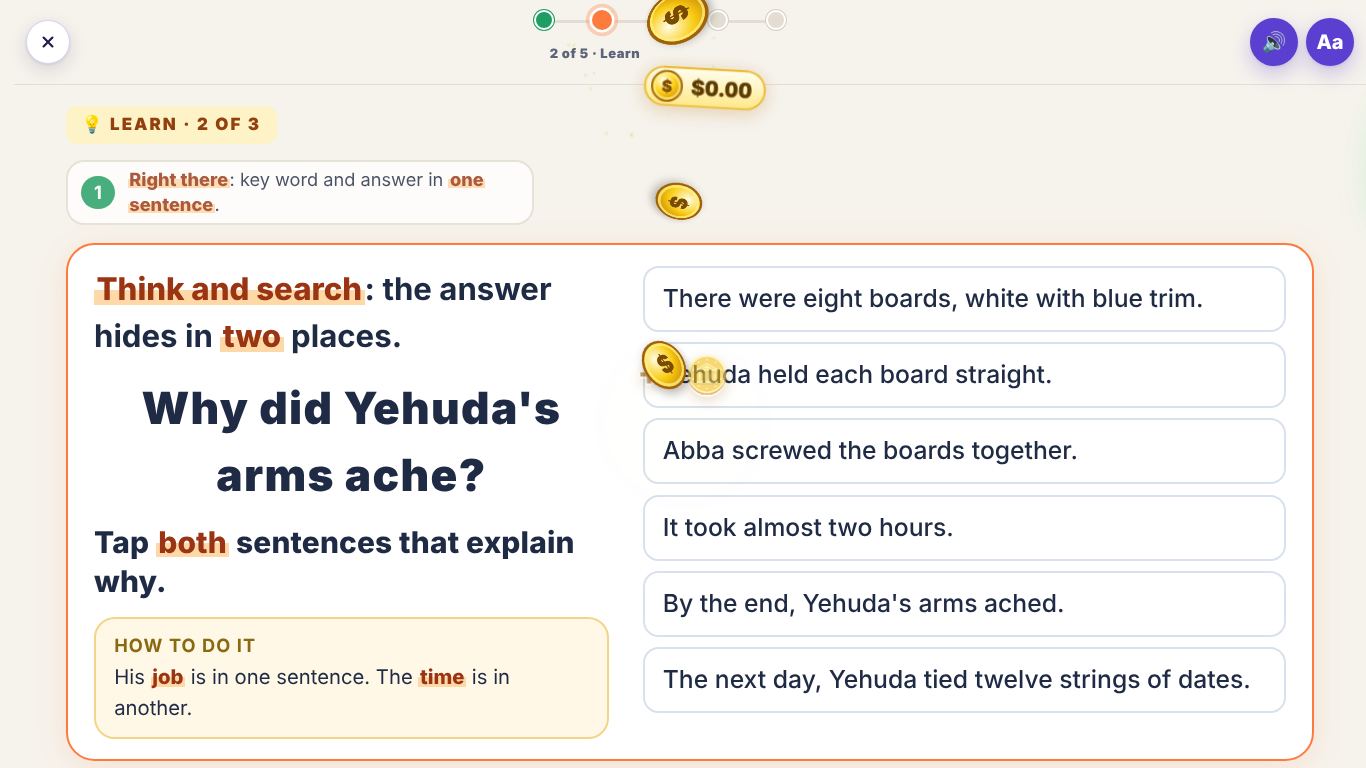 2 of 5 · Learn
Aa
$0.00
💡 LEARN · 2 OF 3
1
Right there: key word and answer in one
sentence.
Think and search: the answer
hides in two places.
Why did Yehuda's
arms ache?
Tap both sentences that explain
why.
HOW TO DO IT
His job is in one sentence. The time is in
another.
There were eight boards, white with blue trim.
Yehuda held each board straight.
Abba screwed the boards together.
It took almost two hours.
By the end, Yehuda's arms ached.
The next day, Yehuda tied twelve strings of dates.